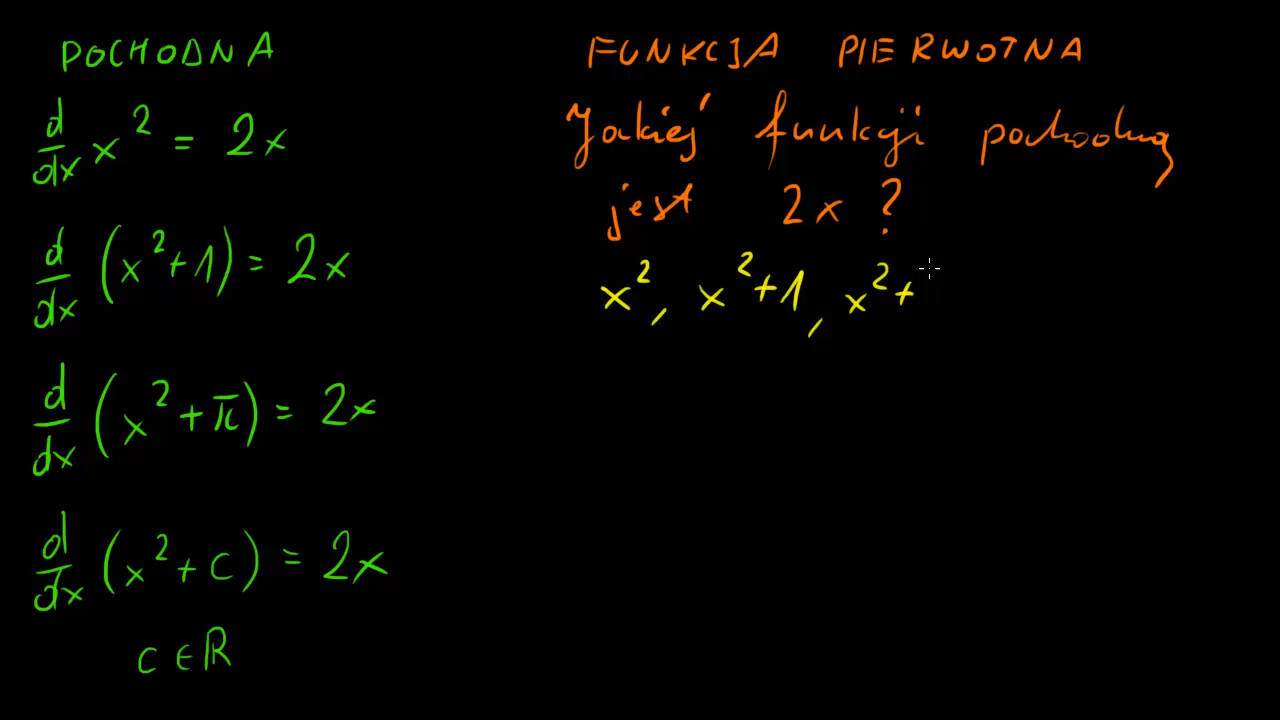 POCHODNA
d/dx x² = 2x
d/dx (x²+1) = 2x
d/dx (x²+π) = 2x
d/dx (x²+c) = 2x
c∈ℝ
FUNKCJA PIERWOTNA
Jakiej funkcji pochodną
jest 2x ?
x², x²+1, x²+